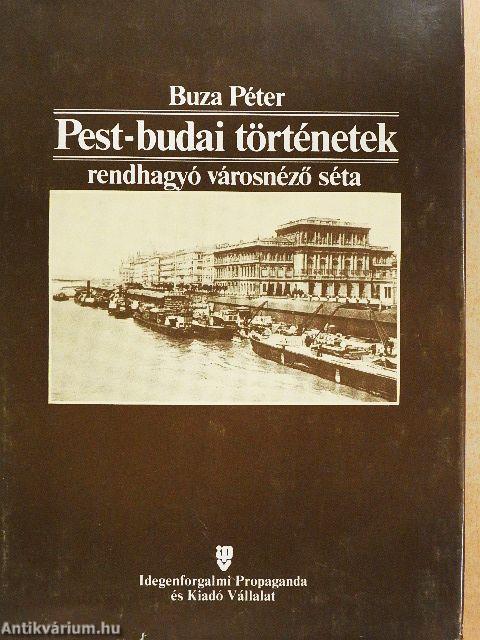 Buza Péter
Pest-budai történetek
rendhagyó városnéző séta
Idegenforgalmi Propaganda
és Kiadó Vállalat
Antikvárium.hu